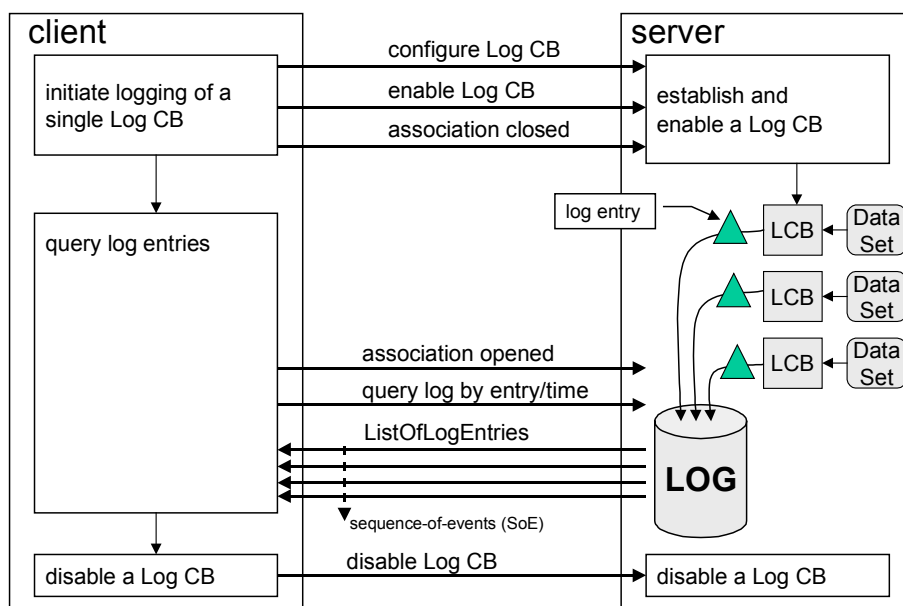 client
server
configure Log CB
initiate logging of a
single Log CB
enable Log CB
establish and
enable a Log CB
association closed
log entry
LCB
Data
Set
query log entries
LCB
Data
Set
association opened
LCB
Data
Set
query log by entry/time
ListOfLogEntries
LOG
sequence-of-events (SoE)
disable Log CB
disable a Log CB
disable a Log CB